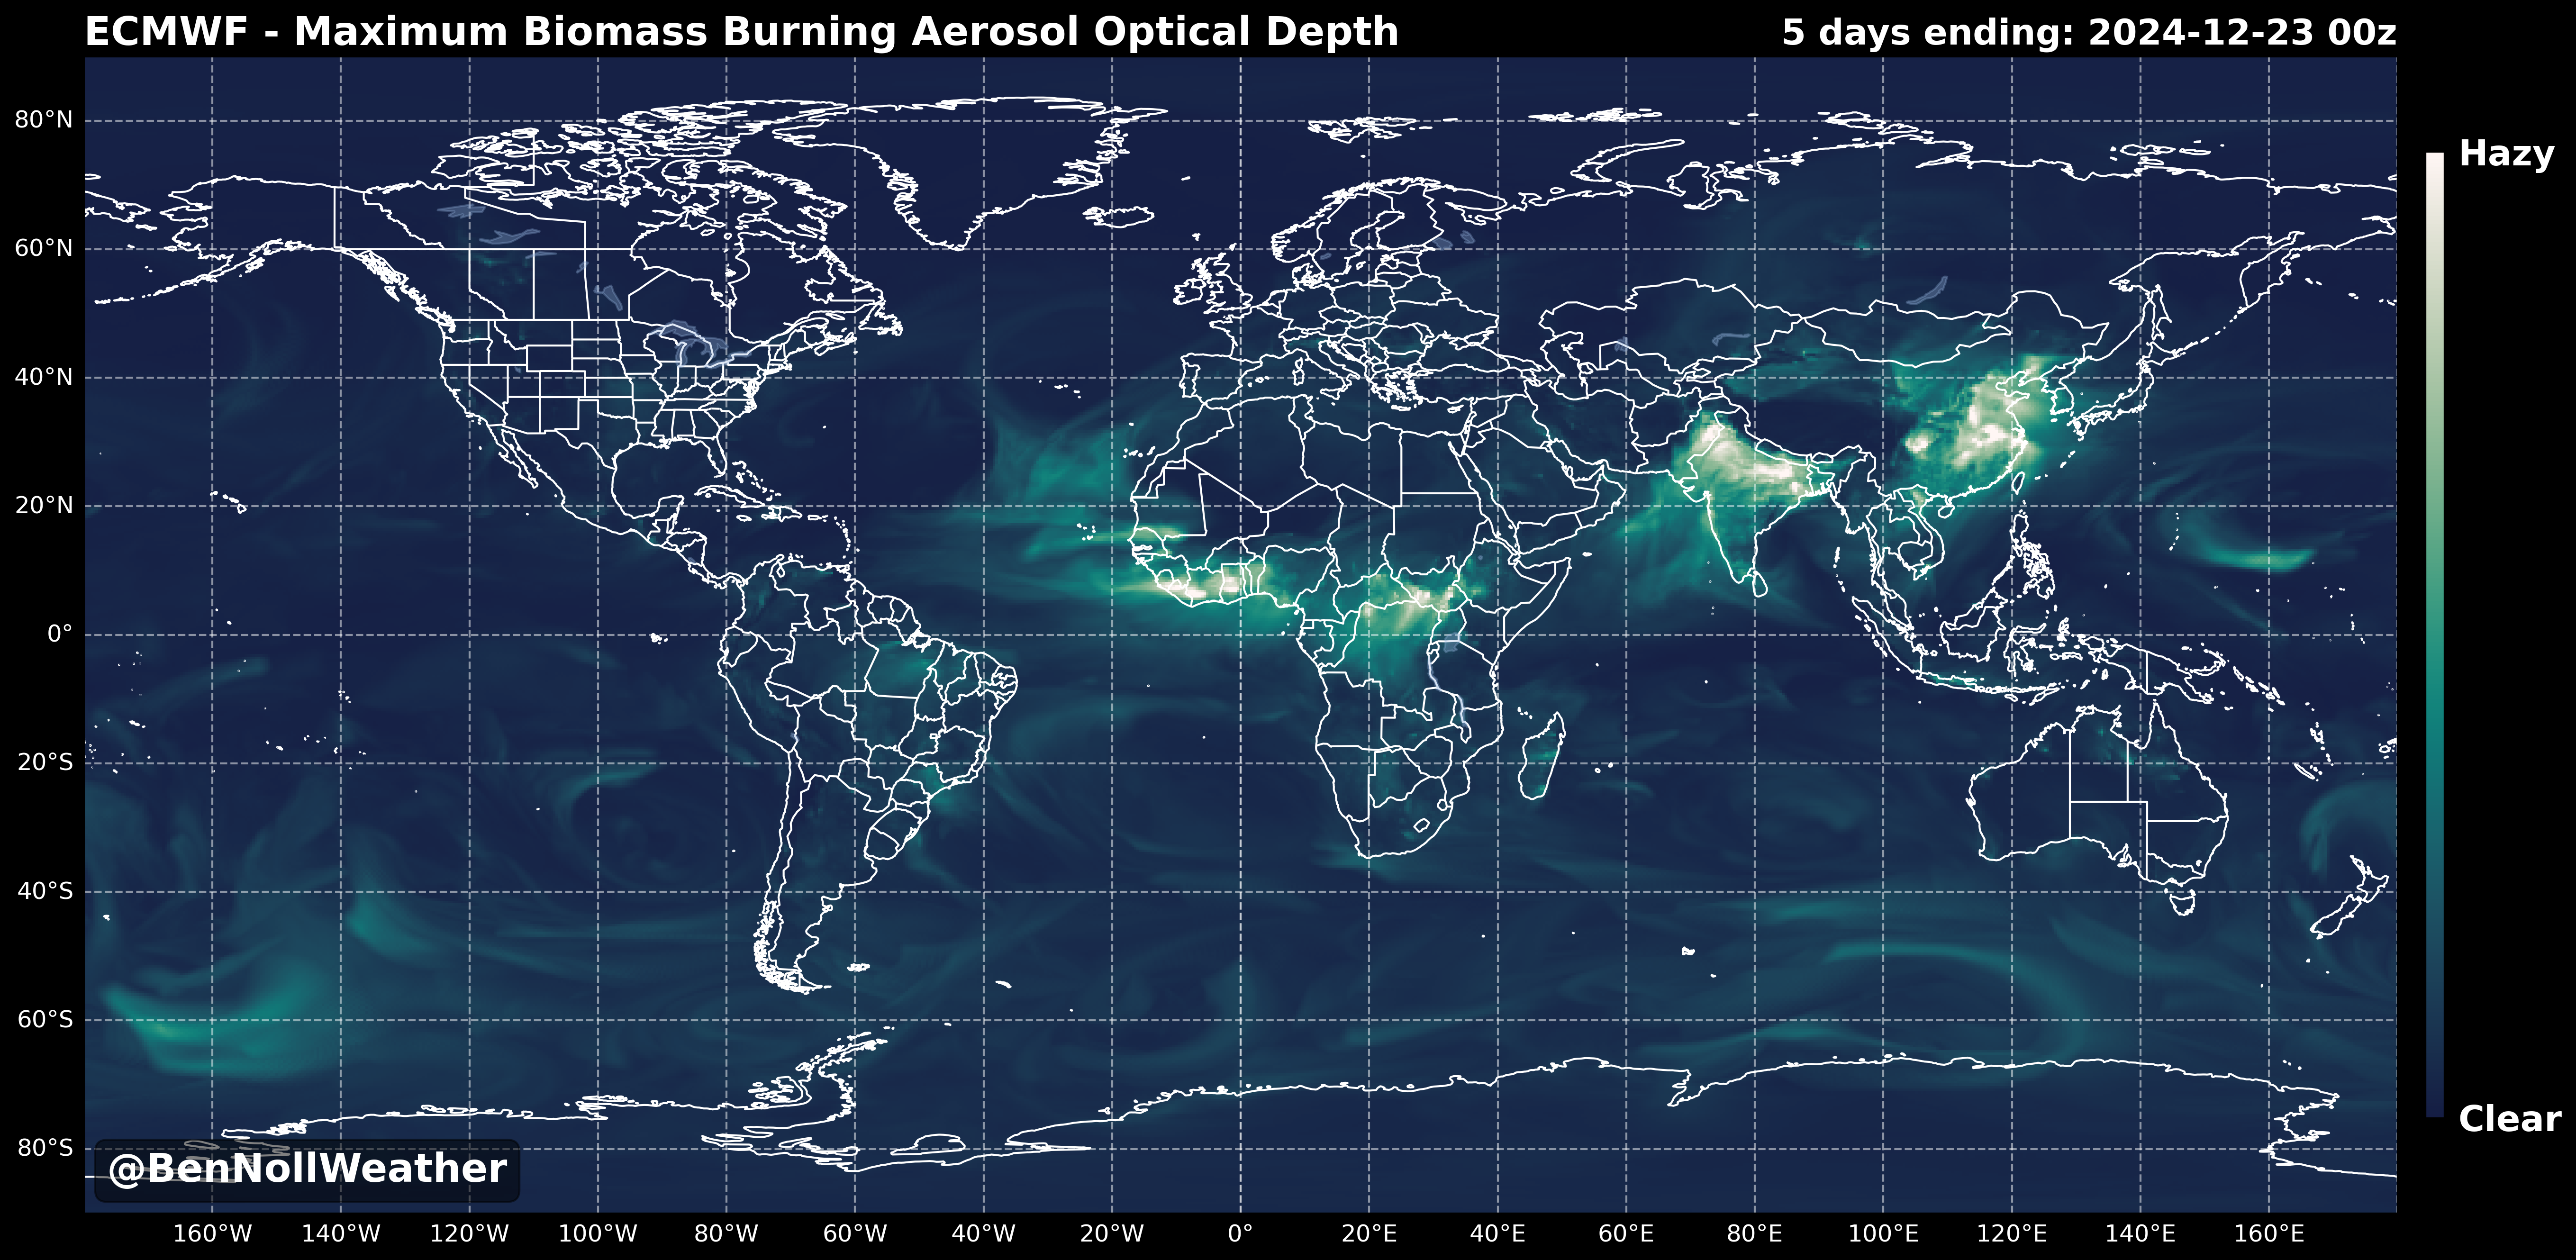 ECMWF - Maximum Biomass Burning Aerosol Optical Depth
5 days ending: 2024-12-23 00z
Hazy
Clear
80°N
60°N
40°N
20°N
0°
20°S
40°S
60°S
80°S
@BenNollWeather
160°W 140°W 120°W 100°W 80°W 60°W 40°W 20°W 0° 20°E 40°E 60°E 80°E 100°E 120°E 140°E 160°E